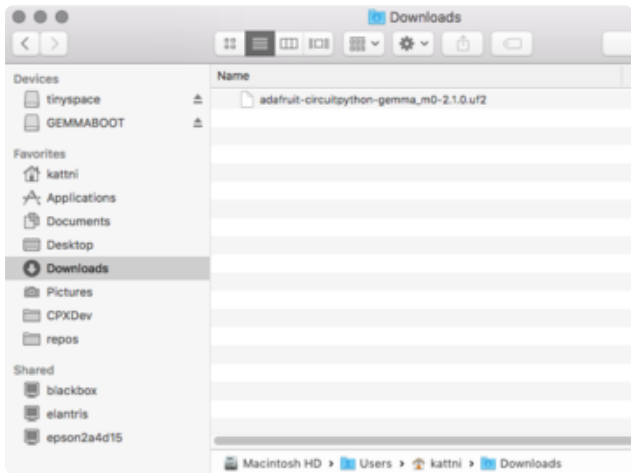 Downloads
Devices
tinyspace
GEMMABOOT
Favorites
kattni
Applications
Documents
Desktop
Downloads
Pictures
CPXDev
repos
Shared
blackbox
elantris
epson2a4d15
Name
adafruit-circuitpython-gemma_m0-2.1.0.uf2
Macintosh HD › Users › kattni › Downloads